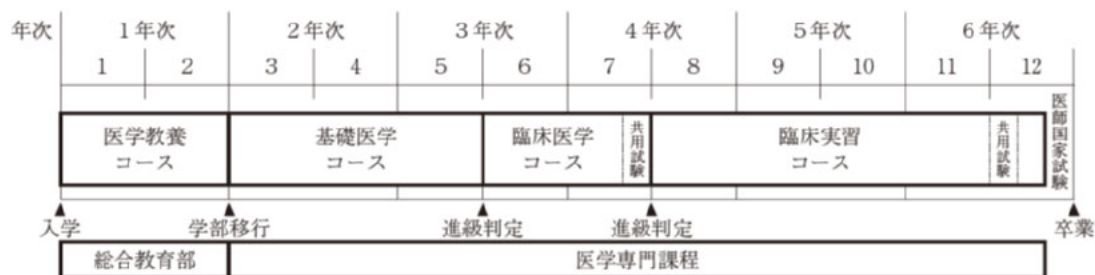 年次 1年次 2年次 3年次 4年次 5年次 6年次
1 2 3 4 5 6 7 8 9 10 11 12
医学教養
コース
基礎医学
コース
臨床医学
コース
共用試験
臨床実習
コース
共用試験
医師国家試験
入学 学部移行 進級判定 進級判定 卒業
総合教育部 医学専門課程